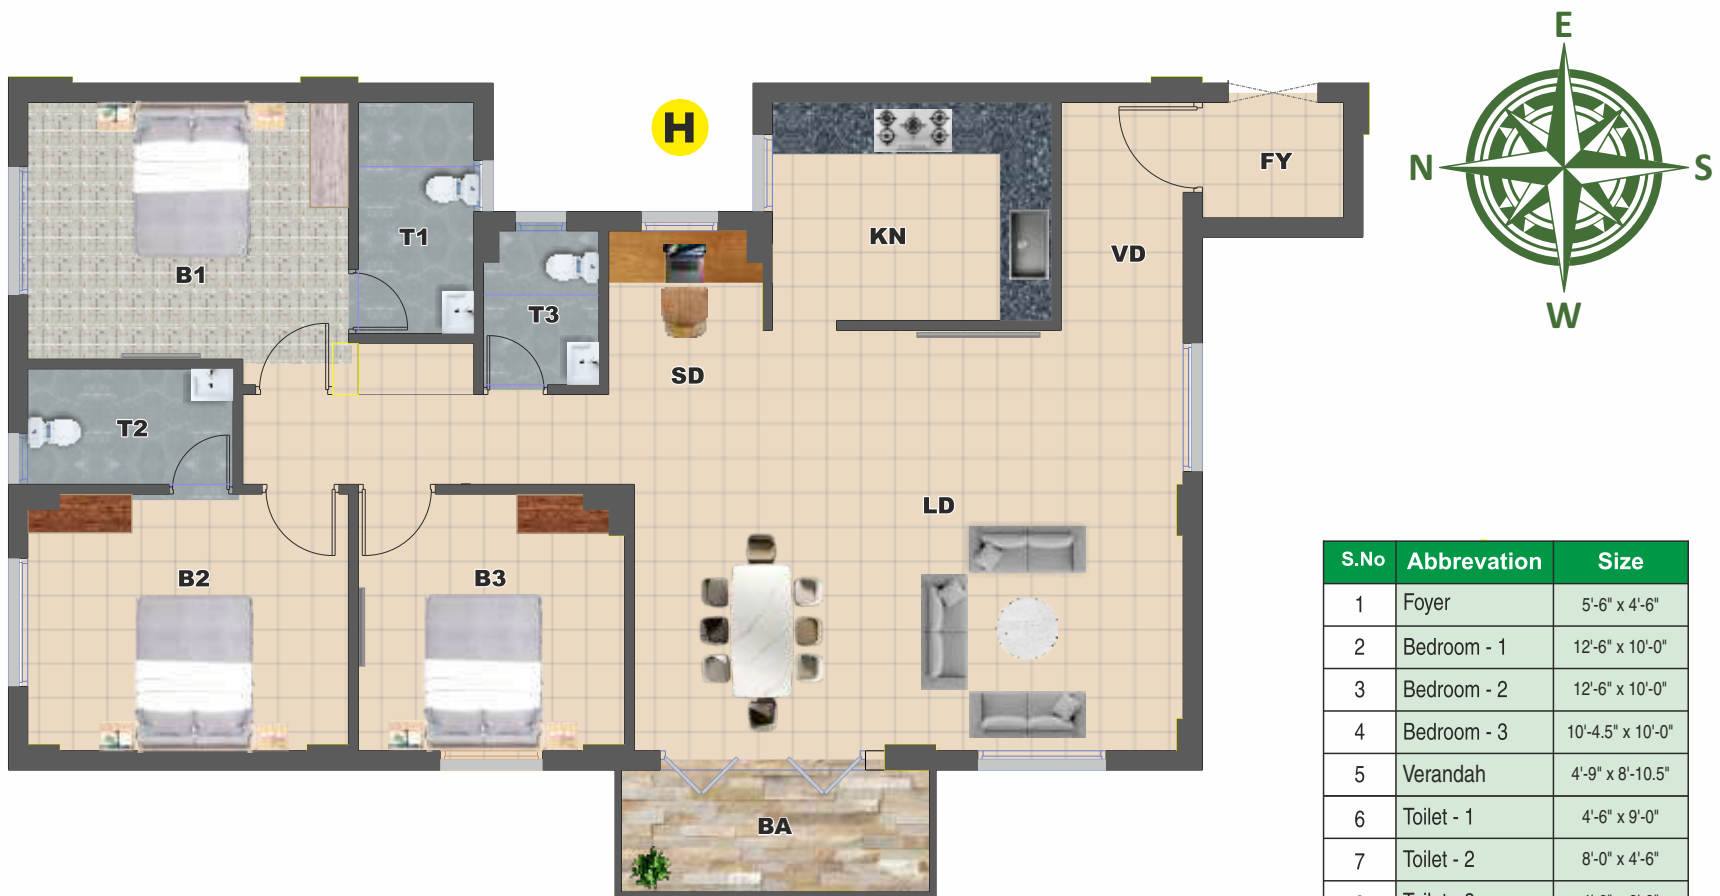 E
H
N
S
FY
KN
T1
VD
B1
T3
W
SD
T2
LD
B2
B3
BA
S.No Abbrevation Size
1 Foyer 5'-6" x 4'-6"
2 Bedroom - 1 12'-6" x 10'-0"
3 Bedroom - 2 12'-6" x 10'-0"
4 Bedroom - 3 10'-4.5" x 10'-0"
5 Verandah 4'-9" x 8'-10.5"
6 Toilet - 1 4'-6" x 9'-0"
7 Toilet - 2 8'-0" x 4'-6"